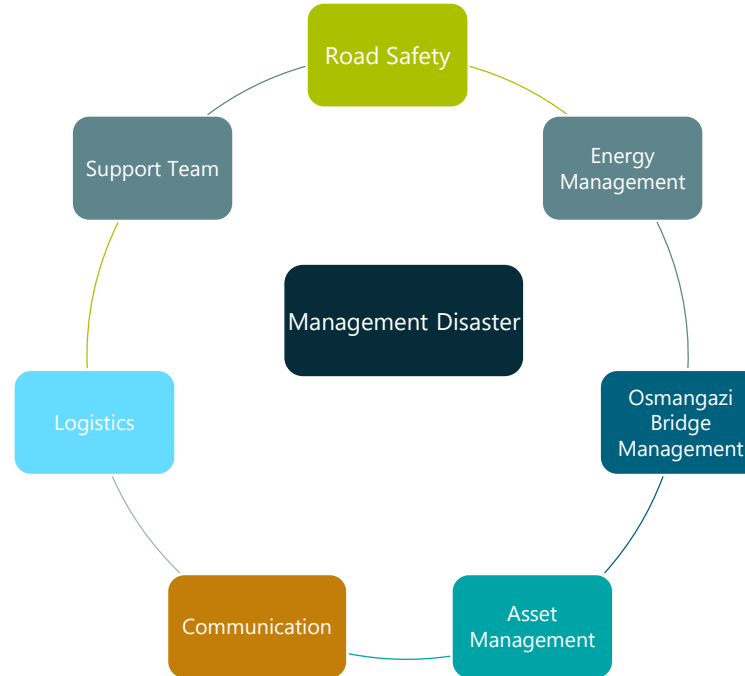 Road Safety
Support Team
Energy
Management
Management Disaster
Logistics
Osmangazi
Bridge
Management
Communication
Asset
Management